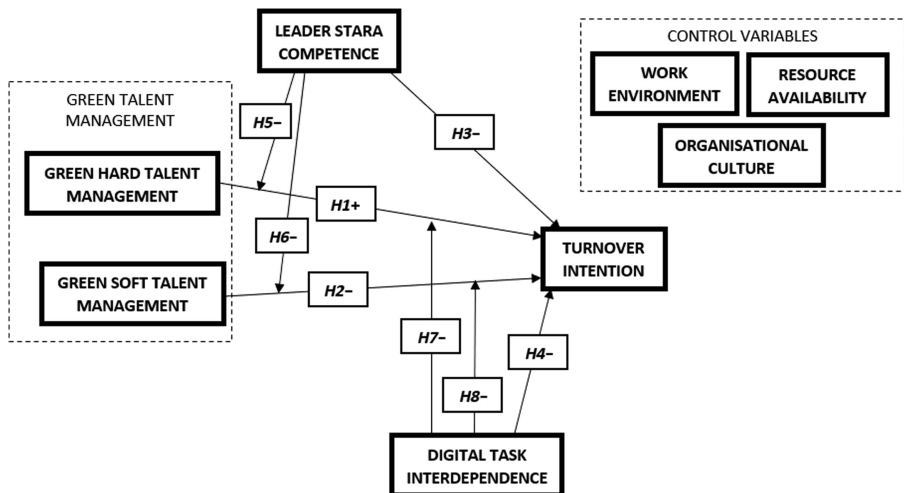 LEADER STARA
COMPETENCE
CONTROL VARIABLES
WORK
ENVIRONMENT
RESOURCE
AVAILABILITY
ORGANISATIONAL
CULTURE
GREEN TALENT
MANAGEMENT
H5−
H3−
GREEN HARD TALENT
MANAGEMENT
H1+
H6−
TURNOVER
INTENTION
GREEN SOFT TALENT
MANAGEMENT
H2−
H7−
H4−
H8−
DIGITAL TASK
INTERDEPENDENCE